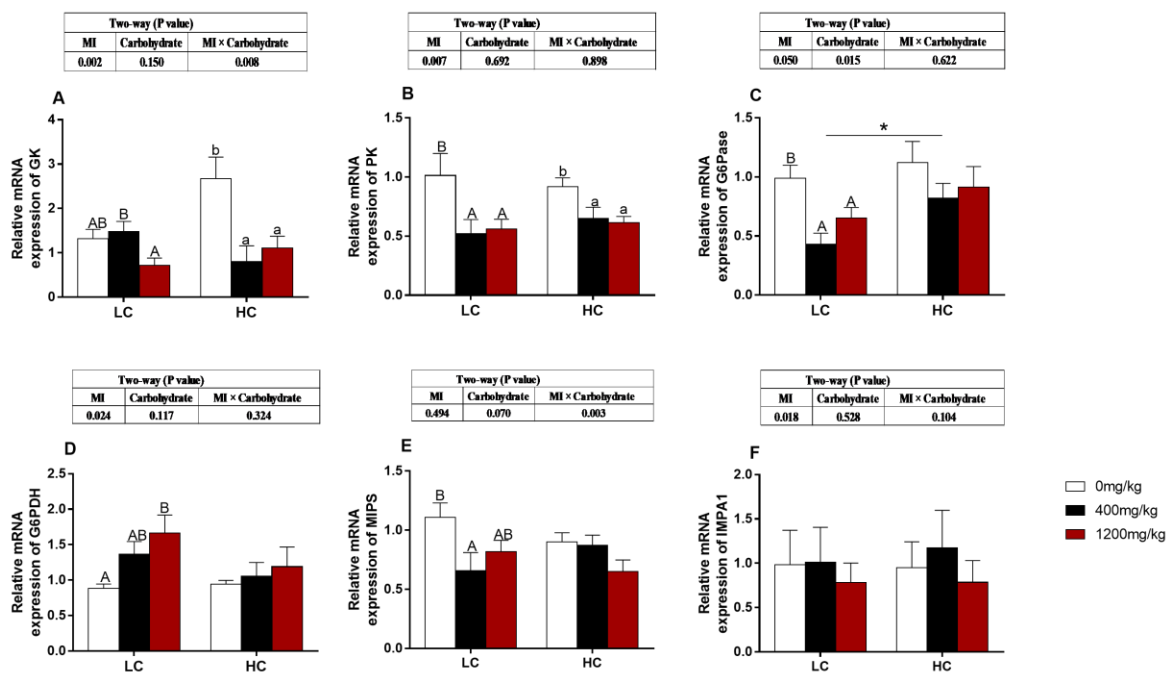 Two-way (P value)
MI Carbohydrate MI × Carbohydrate
0.002 0.150 0.008
A
Relative mRNA
expression of GK
4
3
2
1
0
AB
B
A
b
a
a
LC HC
Two-way (P value)
MI Carbohydrate MI × Carbohydrate
0.007 0.692 0.898
B
Relative mRNA
expression of PK
1.5
1.0
0.5
0.0
B
A
A
b
a
a
LC HC
Two-way (P value)
MI Carbohydrate MI × Carbohydrate
0.050 0.015 0.622
C
Relative mRNA
expression of G6Pase
1.5
1.0
0.5
0.0
*
B
A
A
LC HC
Two-way (P value)
MI Carbohydrate MI × Carbohydrate
0.024 0.117 0.324
D
Relative mRNA
expression of G6PDH
2.5
2.0
1.5
1.0
0.5
0.0
A
AB
B
LC HC
Two-way (P value)
MI Carbohydrate MI × Carbohydrate
0.494 0.070 0.003
E
Relative mRNA
expression of MIPS
1.5
1.0
0.5
0.0
B
A
AB
LC HC
Two-way (P value)
MI Carbohydrate MI × Carbohydrate
0.018 0.528 0.104
F
Relative mRNA
expression of IMPA1
2.0
1.5
1.0
0.5
0.0
LC HC
0mg/kg
400mg/kg
1200mg/kg